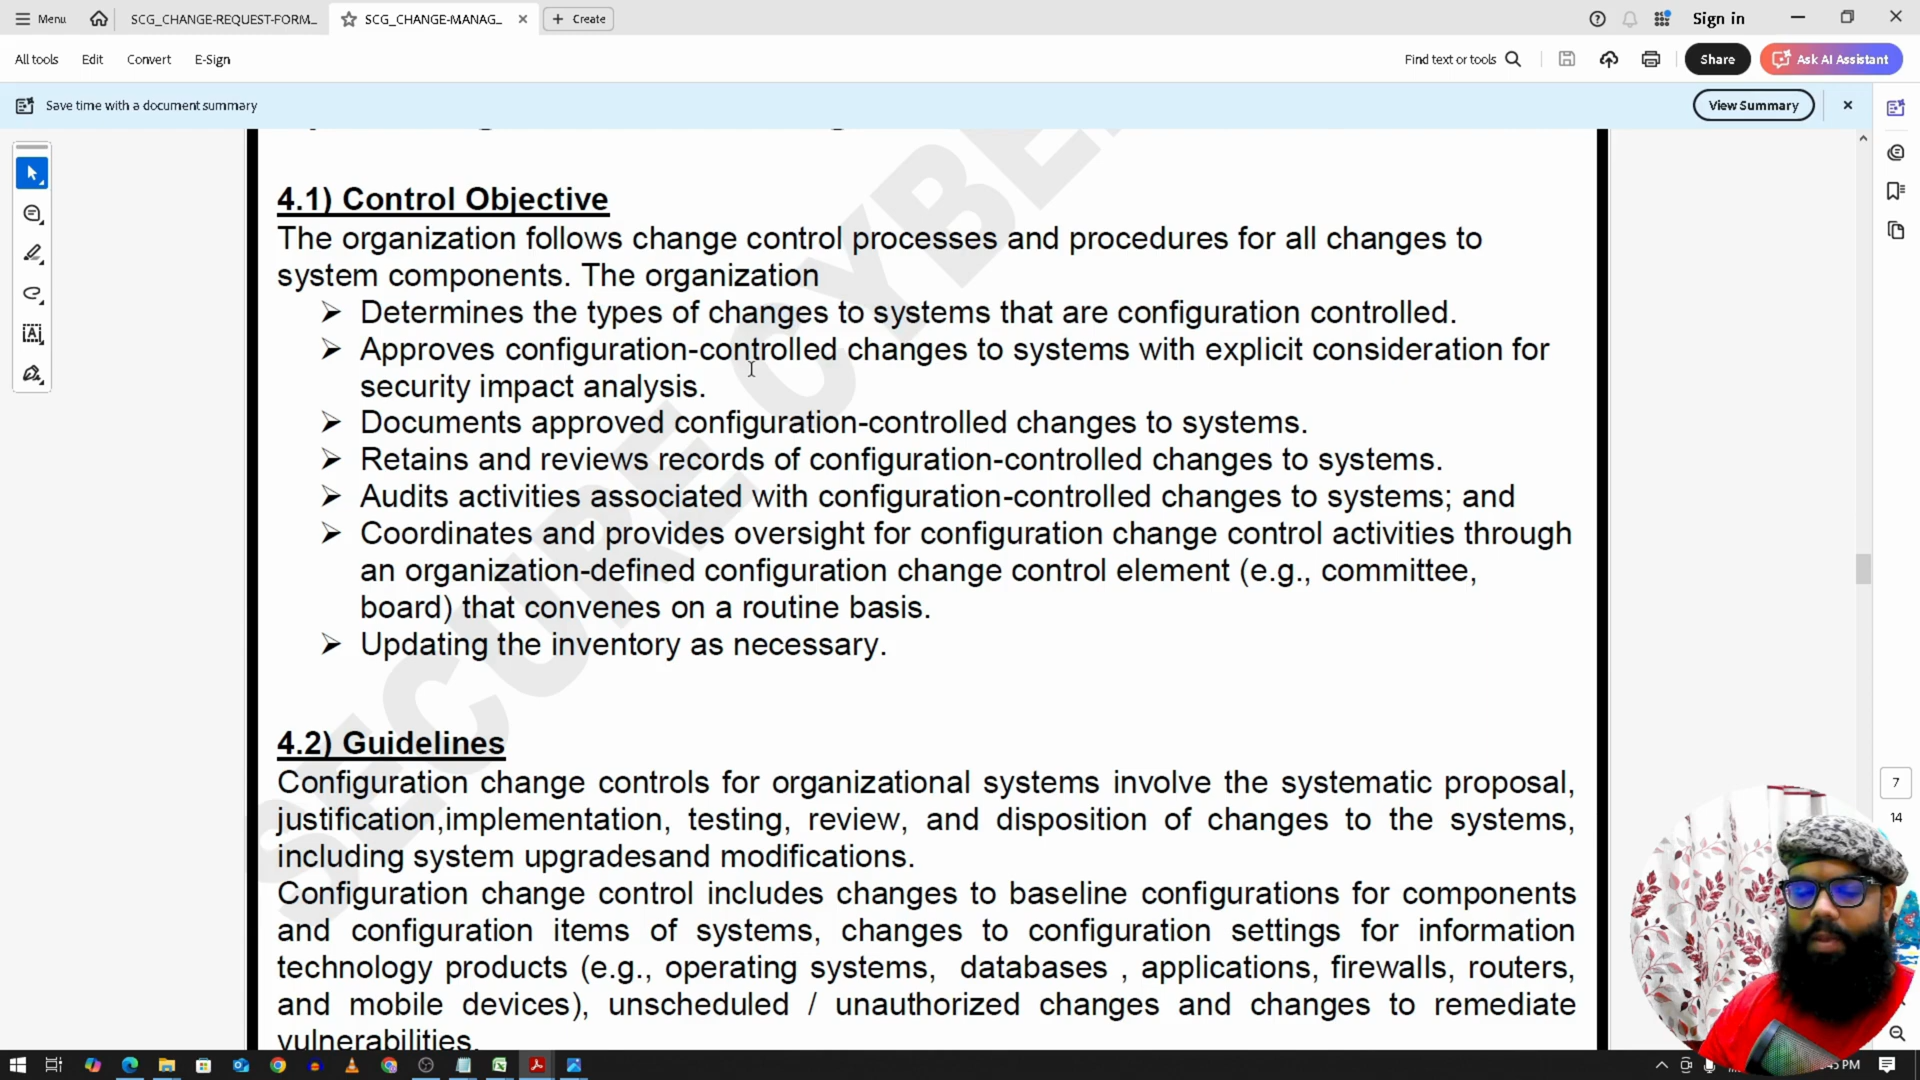 Menu
SCG_CHANGE-REQUEST-FORM_
SCG_CHANGE-MANAG_
Create
Sign in
All tools
Edit
Convert
E-Sign
Find text or tools
Share
Ask AI Assistant
Save time with a document summary
View Summary
4.1) Control Objective
The organization follows change control processes and procedures for all changes to
system components. The organization
➢ Determines the types of changes to systems that are configuration controlled.
➢ Approves configuration-controlled changes to systems with explicit consideration for
security impact analysis.
➢ Documents approved configuration-controlled changes to systems.
➢ Retains and reviews records of configuration-controlled changes to systems.
➢ Audits activities associated with configuration-controlled changes to systems; and
➢ Coordinates and provides oversight for configuration change control activities through
an organization-defined configuration change control element (e.g., committee,
board) that convenes on a routine basis.
➢ Updating the inventory as necessary.
4.2) Guidelines
Configuration change controls for organizational systems involve the systematic proposal,
justification,implementation, testing, review, and disposition of changes to the systems,
including system upgradesand modifications.
Configuration change control includes changes to baseline configurations for components
and configuration items of systems, changes to configuration settings for information
technology products (e.g., operating systems, databases , applications, firewalls, routers,
and mobile devices), unscheduled / unauthorized changes and changes to remediate
vulnerabilities.
SECURE CYBE
7
14
PM